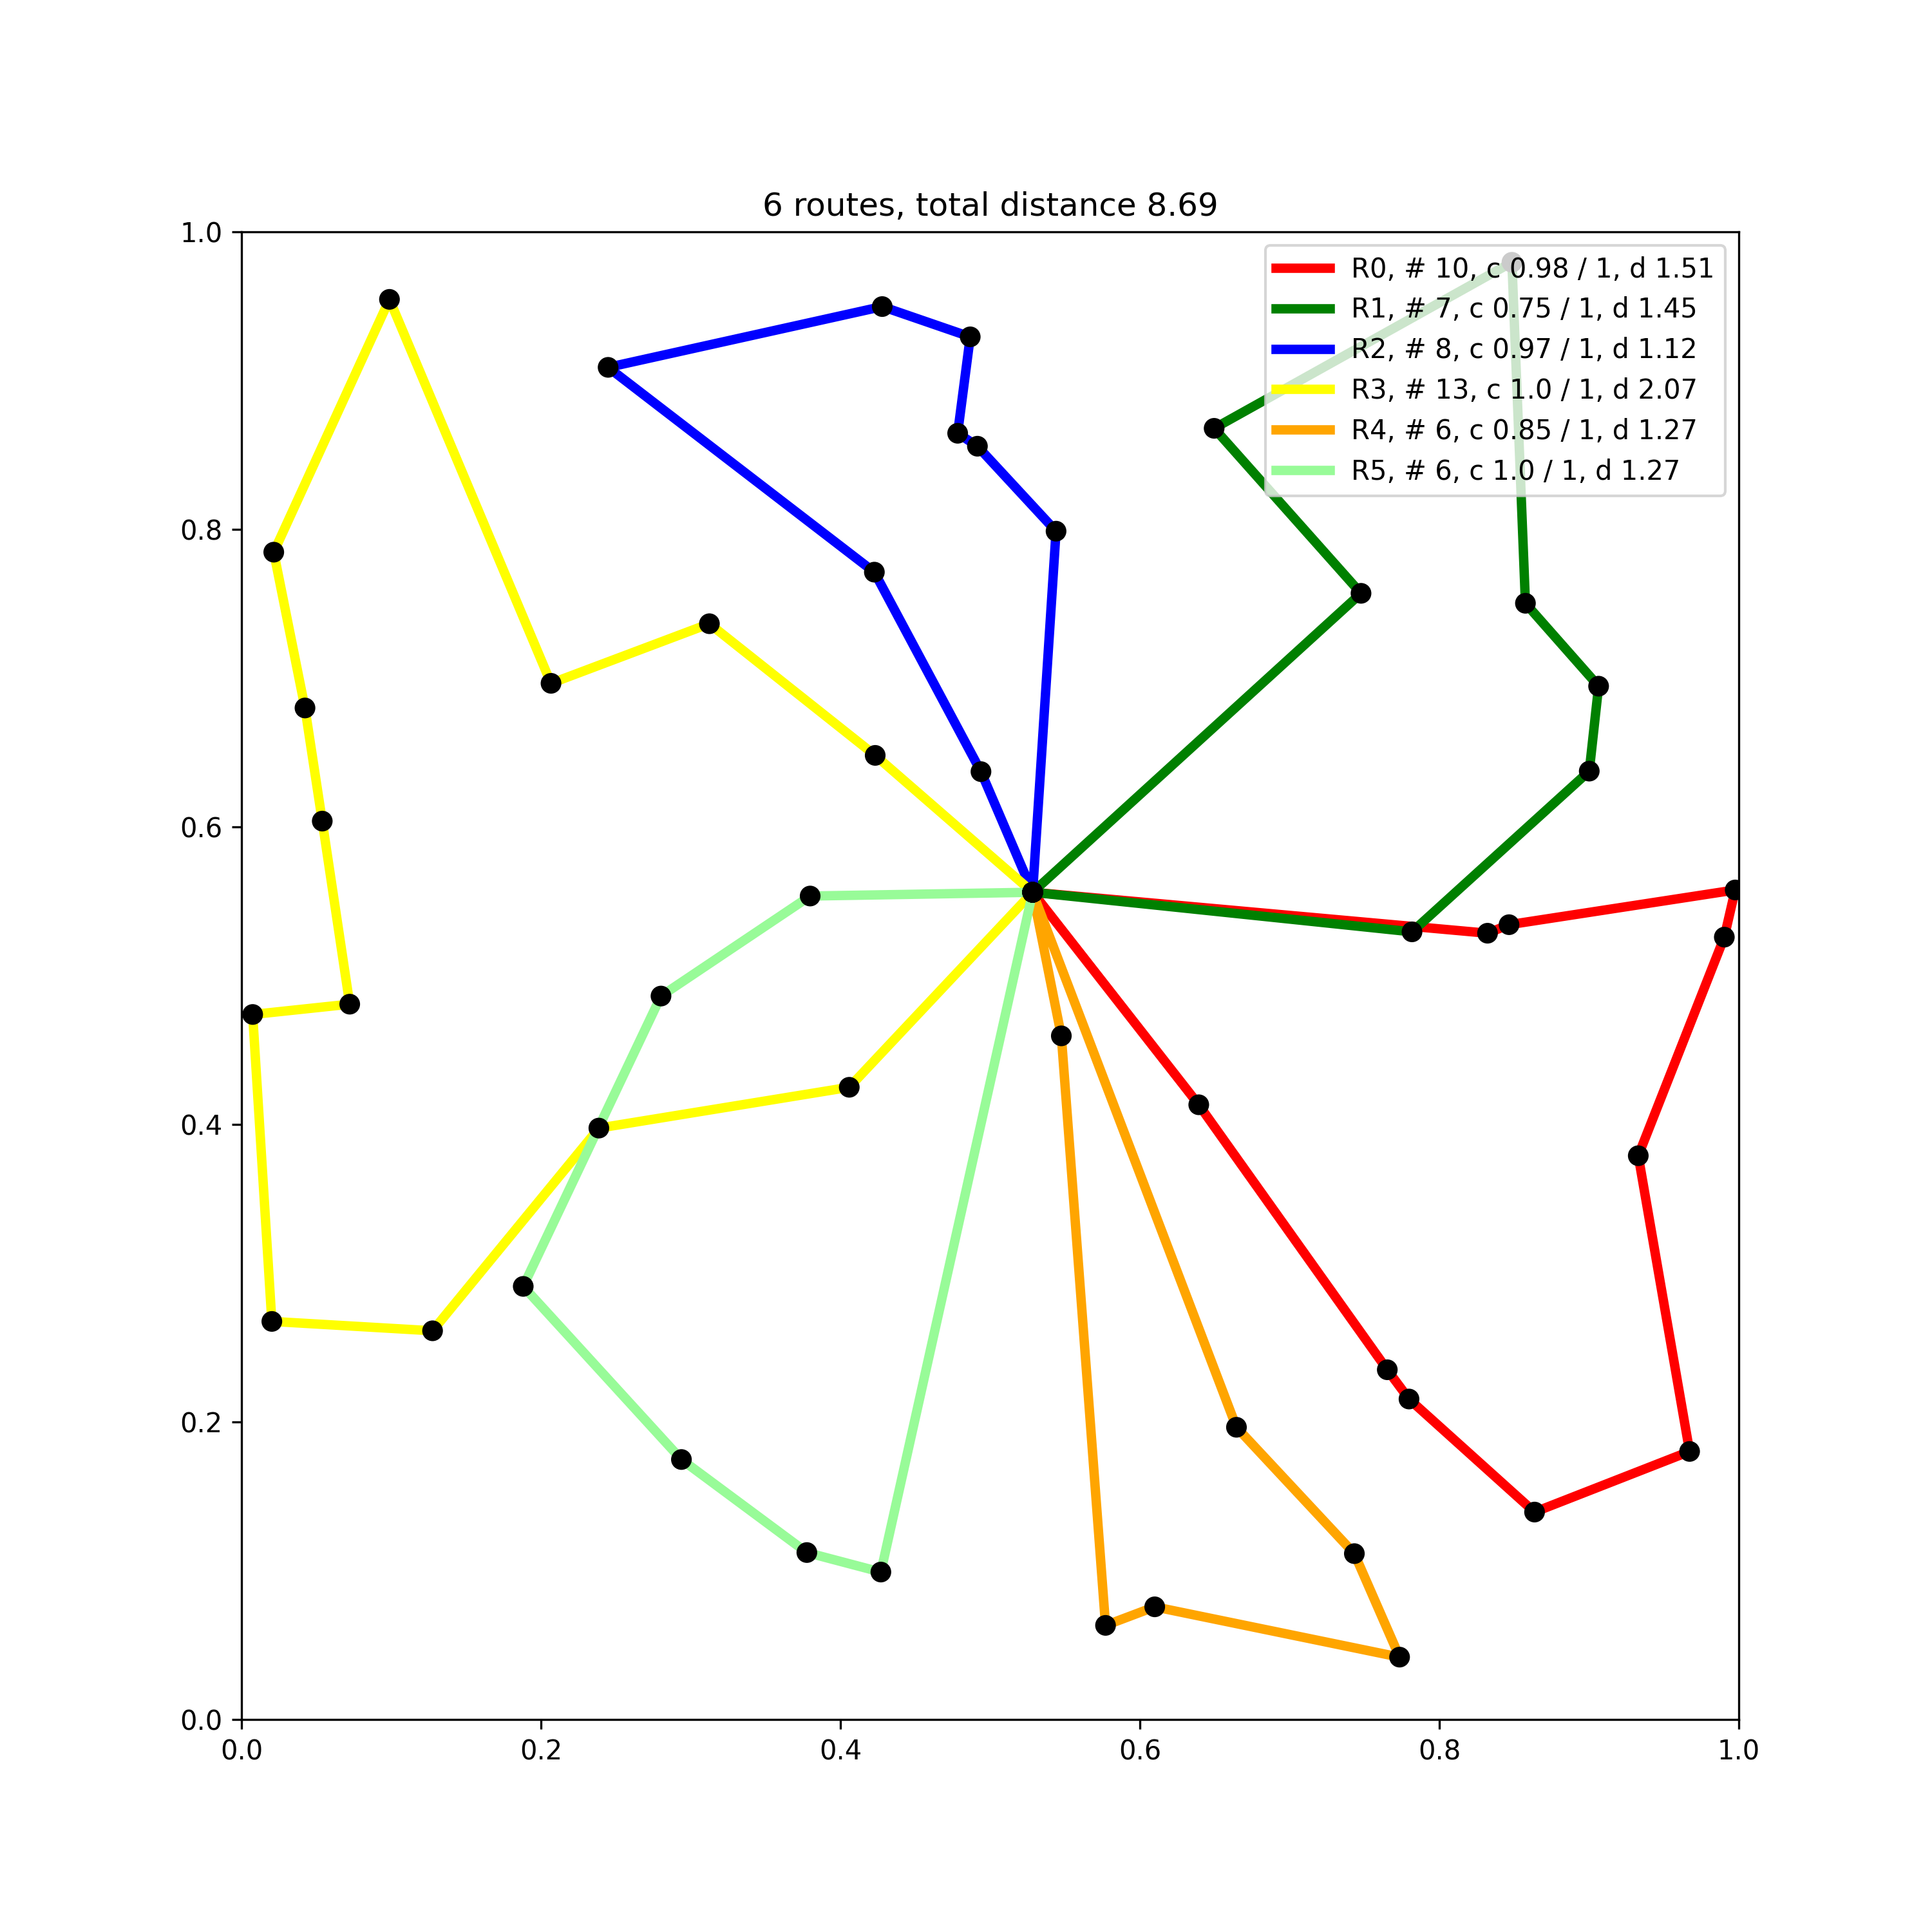 6 routes, total distance 8.69
1.0
0.8
0.6
0.4
0.2
0.0
0.0 0.2 0.4 0.6 0.8 1.0
R0, # 10, c 0.98 / 1, d 1.51
R1, # 7, c 0.75 / 1, d 1.45
R2, # 8, c 0.97 / 1, d 1.12
R3, # 13, c 1.0 / 1, d 2.07
R4, # 6, c 0.85 / 1, d 1.27
R5, # 6, c 1.0 / 1, d 1.27